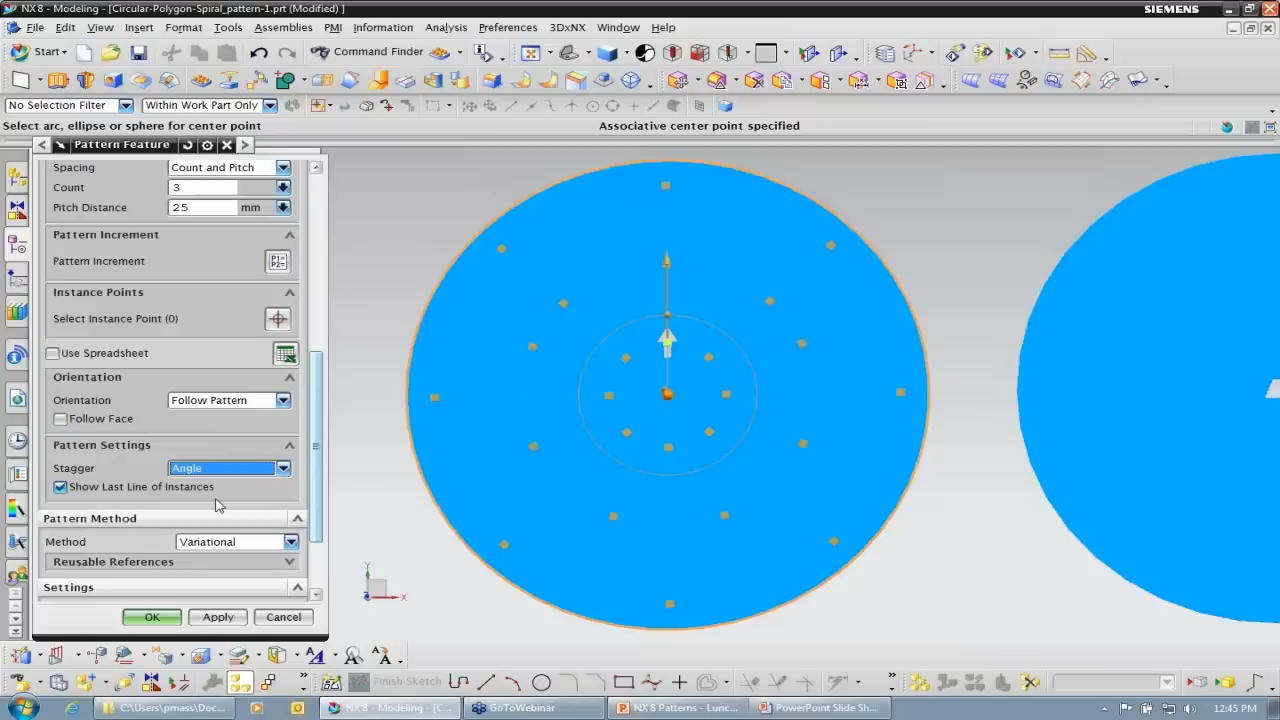 NX 8 - Modeling - [Circular-Polygon-Spiral_pattern-1.prt (Modified) ] SIEMENS
File Edit View Insert Format Tools Assemblies PMI Information Analysis Preferences 3DxNX Window Help
Start Command Finder
No Selection Filter Within Work Part Only
Select arc, ellipse or sphere for center point Associative center point specified
Pattern Feature
Spacing Count and Pitch
Count 3
Pitch Distance 25 mm
Pattern Increment
Pattern Increment P1= P2=
Instance Points
Select Instance Point (0)
Use Spreadsheet
Orientation
Orientation Follow Pattern
Follow Face
Pattern Settings
Stagger Angle
Show Last Line of Instances
Pattern Method
Method Variational
Reusable References
Settings
OK Apply Cancel
Y
X
Finish Sketch
C:\Users\pmass\Doc... NX 8 - Modeling - [C... GoToWebinar NX 8 Patterns - Lunc... PowerPoint Slide Sh... 12:45 PM